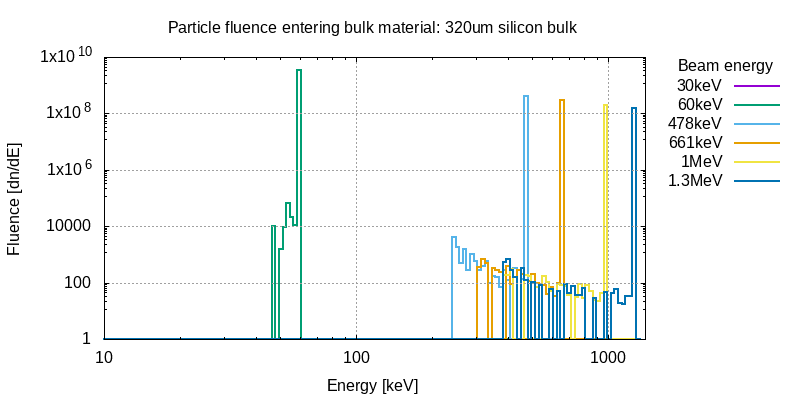 Particle fluence entering bulk material: 320um silicon bulk
Beam energy
30keV
60keV
478keV
661keV
1MeV
1.3MeV
Fluence [dn/dE]
1x10^10
1x10^8
1x10^6
10000
100
1
10 100 1000
Energy [keV]